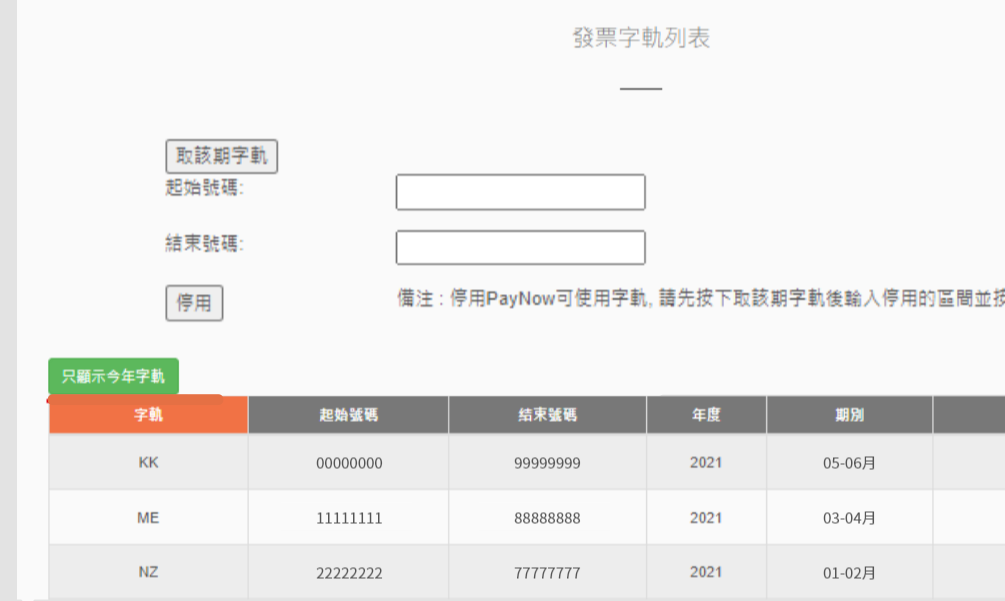 發票字軌列表
取該期字軌
起始號碼:
結束號碼:
停用
備注 : 停用PayNow可使用字軌, 請先按下取該期字軌後輸入停用的區間並按
只顯示今年字軌
字軌 起始號碼 結束號碼 年度 期別
KK 00000000 99999999 2021 05-06月
ME 11111111 88888888 2021 03-04月
NZ 22222222 77777777 2021 01-02月